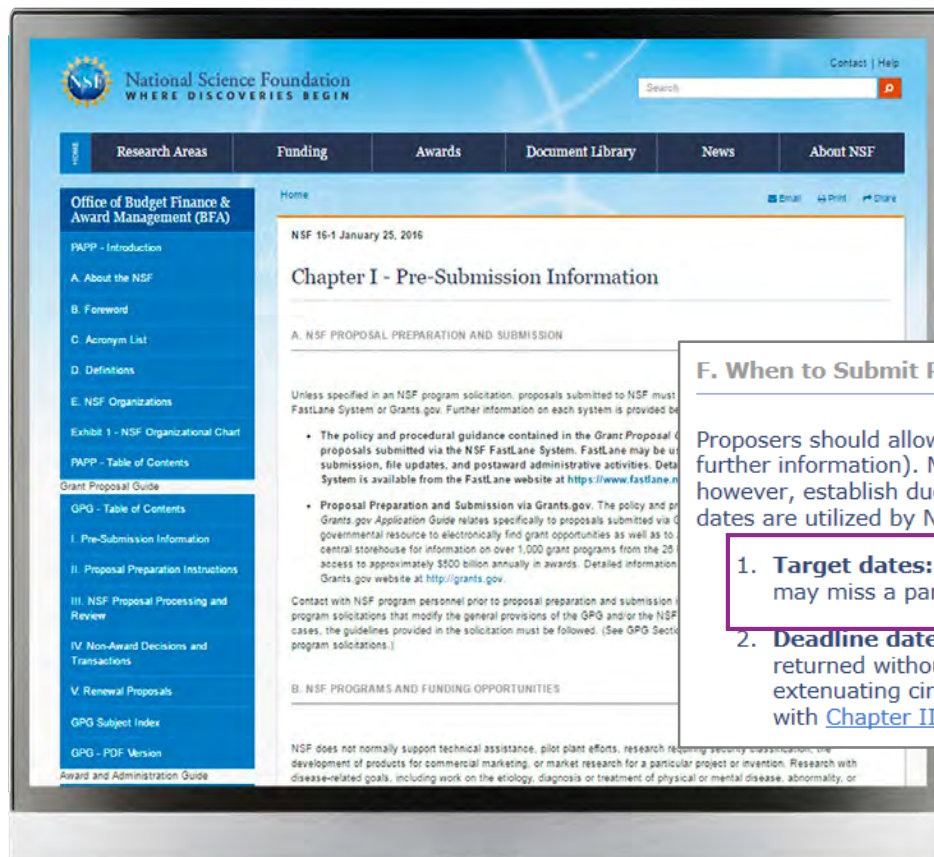 Contact | Help
NSF
National Science Foundation
WHERE DISCOVERIES BEGIN
Search
HOME
Research Areas
Funding
Awards
Document Library
News
About NSF
Office of Budget Finance &
Award Management (BFA)
PAPP - Introduction
A. About the NSF
B. Foreword
C. Acronym List
D. Definitions
E. NSF Organizations
Exhibit 1 - NSF Organizational Chart
PAPP - Table of Contents
Grant Proposal Guide
GPG - Table of Contents
I. Pre-Submission Information
II. Proposal Preparation Instructions
III. NSF Proposal Processing and
Review
IV. Non-Award Decisions and
Transactions
V. Renewal Proposals
GPG Subject Index
GPG - PDF Version
Award and Administration Guide
Home
Email Print Share
NSF 16-1 January 25, 2016
Chapter I - Pre-Submission Information
A. NSF PROPOSAL PREPARATION AND SUBMISSION
Unless specified in an NSF program solicitation, proposals submitted to NSF must
FastLane System or Grants.gov. Further information on each system is provided be
• The policy and procedural guidance contained in the Grant Proposal G
proposals submitted via the NSF FastLane System. FastLane may be us
submission, file updates, and postaward administrative activities. Deta
System is available from the FastLane website at https://www.fastlane.n
• Proposal Preparation and Submission via Grants.gov. The policy and pr
Grants.gov Application Guide relates specifically to proposals submitted via G
governmental resource to electronically find grant opportunities as well as to
central storehouse for information on over 1,000 grant programs from the 26
access to approximately $500 billion annually in awards. Detailed information
Grants.gov website at http://grants.gov.
Contact with NSF program personnel prior to proposal preparation and submission i
program solicitations that modify the general provisions of the GPG and/or the NSF
cases, the guidelines provided in the solicitation must be followed. (See GPG Sectio
program solicitations.)
B. NSF PROGRAMS AND FUNDING OPPORTUNITIES
NSF does not normally support technical assistance, pilot plant efforts, research requiring security classification, the
development of products for commercial marketing, or market research for a particular project or invention. Research with
disease-related goals, including work on the etiology, diagnosis or treatment of physical or mental disease, abnormality, or
F. When to Submit P
Proposers should allow
further information). N
however, establish du
dates are utilized by N
1. Target dates:
may miss a par
2. Deadline date
returned withou
extenuating cir
with Chapter II